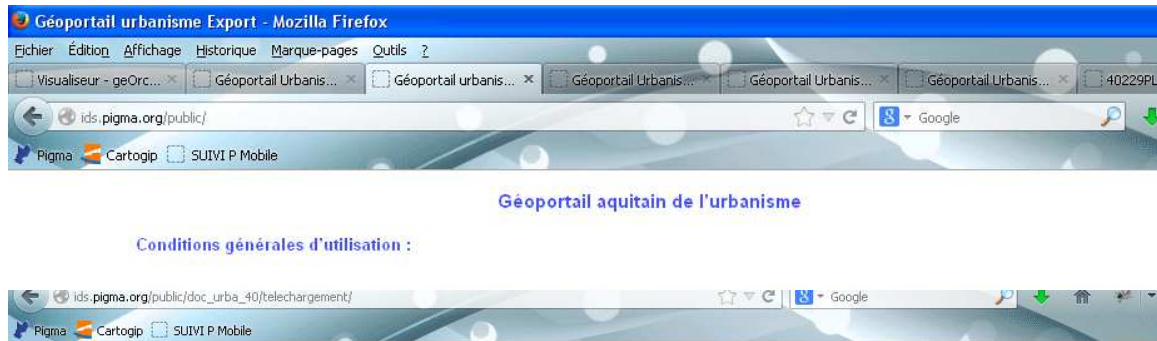 Géoportail urbanisme Export - Mozilla Firefox
Fichier Édition Affichage Historique Marque-pages Outils ?
Visualiseur - geOrc... Géoportail Urbanis... Géoportail urbanis... Géoportail Urbanis... Géoportail Urbanis... Géoportail Urbanis... 40229PL
ids.pigma.org/public/ Google
Pigma Cartogip SUIVI P Mobile
Géoportail aquitain de l'urbanisme
Conditions générales d'utilisation :
ids.pigma.org/public/doc_urba_40/telechargement/ Google
Pigma Cartogip SUIVI P Mobile